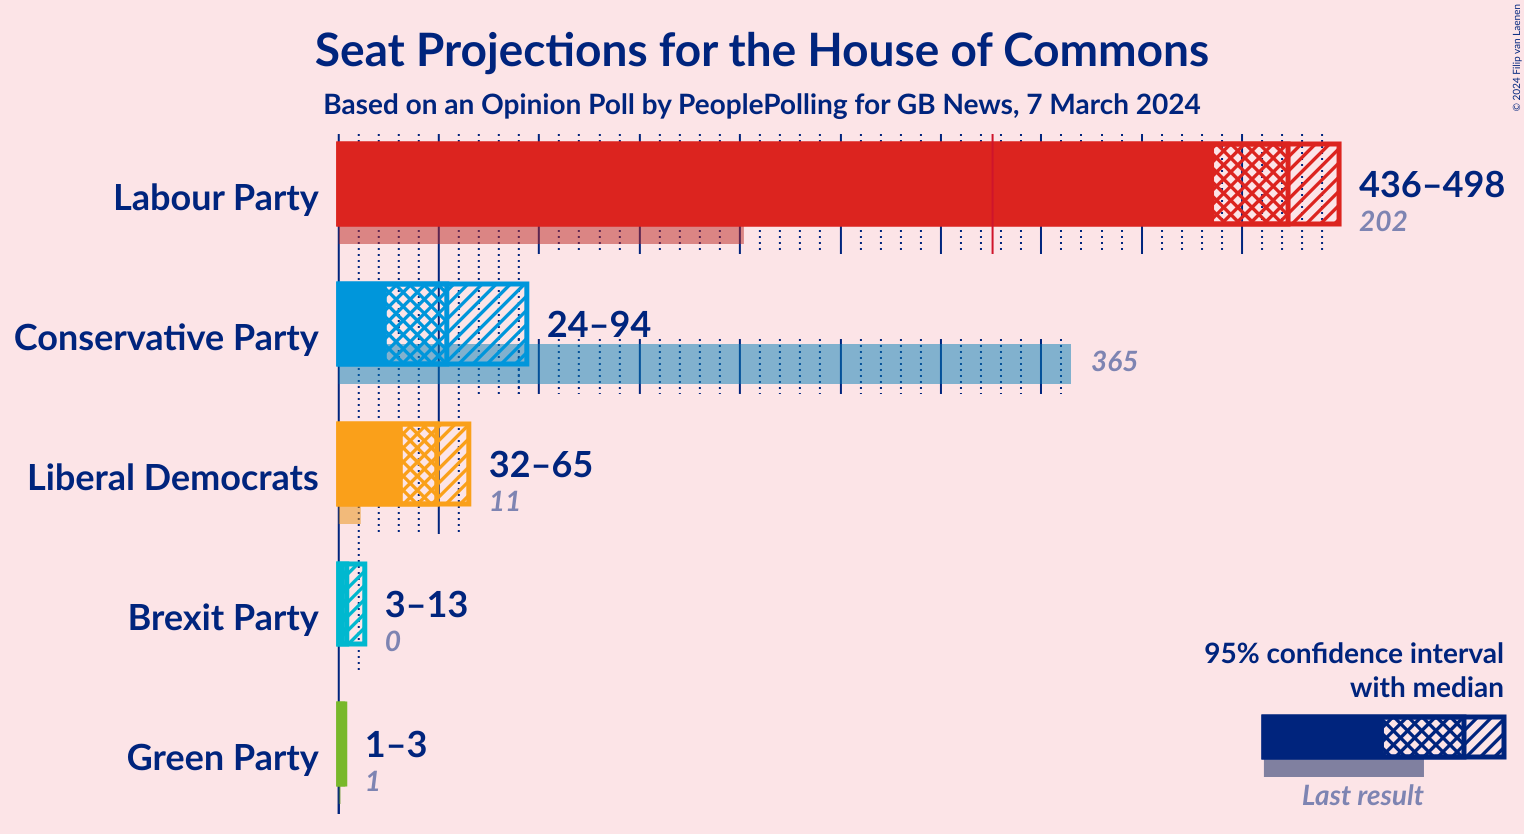 Seat Projections for the House of Commons
Based on an Opinion Poll by PeoplePolling for GB News, 7 March 2024
© 2024 Filip van Laenen
Labour Party
436–498
202
Conservative Party
24–94
365
Liberal Democrats
32–65
11
Brexit Party
3–13
0
Green Party
1–3
1
95% confidence interval
with median
Last result